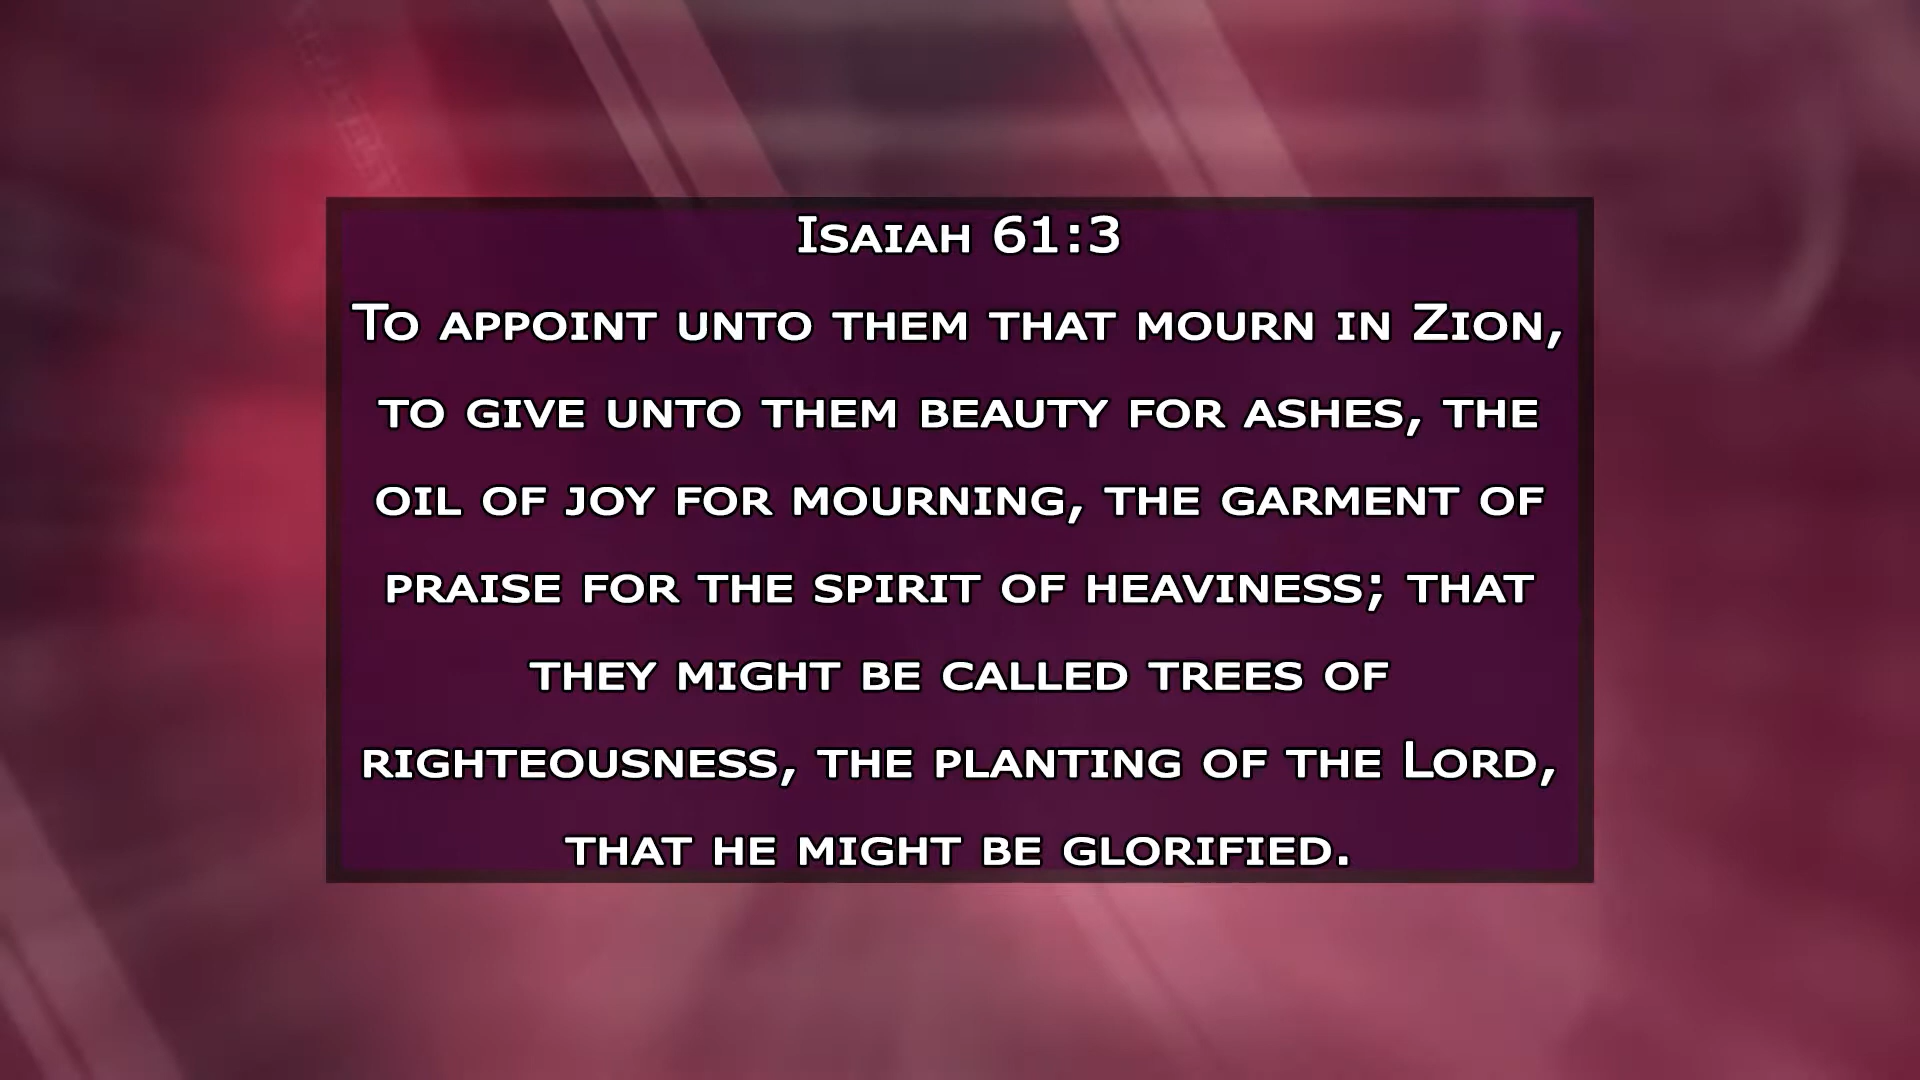 Isaiah 61:3
To appoint unto them that mourn in Zion,
to give unto them beauty for ashes, the
oil of joy for mourning, the garment of
praise for the spirit of heaviness; that
they might be called trees of
righteousness, the planting of the Lord,
that he might be glorified.